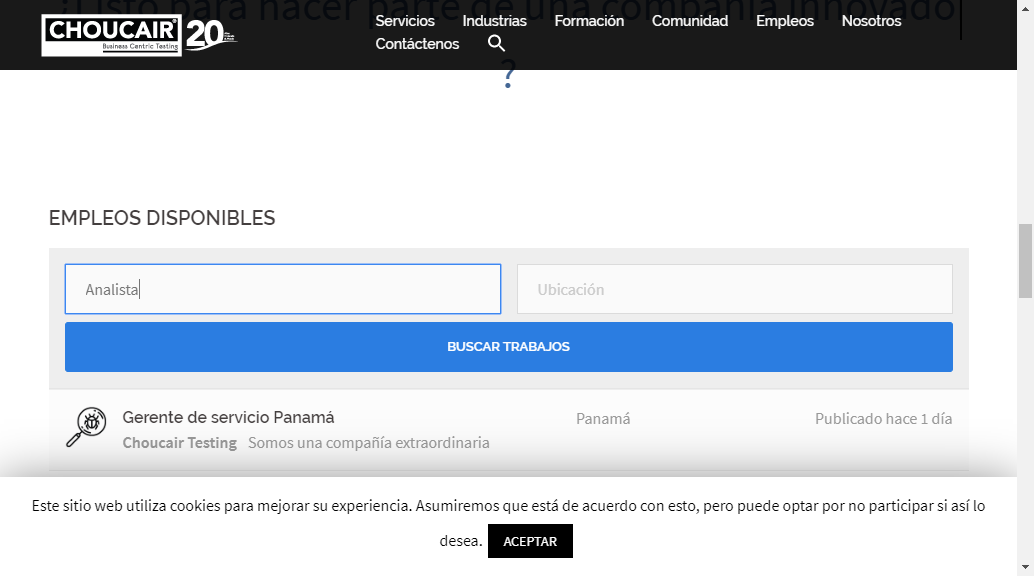 ¿Listo para hacer parte de una compañía innovado
CHOUCAIR
Business Centric Testing
20
Servicios Industrias Formación Comunidad Empleos Nosotros
Contáctenos
?
EMPLEOS DISPONIBLES
Analista Ubicación
BUSCAR TRABAJOS
Gerente de servicio Panamá Panamá Publicado hace 1 día
Choucair Testing Somos una compañía extraordinaria
Este sitio web utiliza cookies para mejorar su experiencia. Asumiremos que está de acuerdo con esto, pero puede optar por no participar si así lo
desea. ACEPTAR